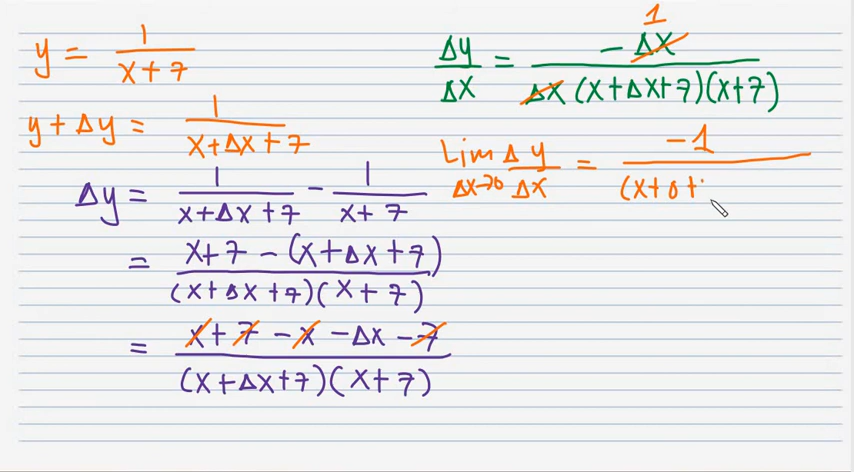 y = 1/(x+7)
y + Δy = 1/(x+Δx+7)
Δy = 1/(x+Δx+7) - 1/(x+7)
= (x+7-(x+Δx+7))/((x+Δx+7)(x+7))
= (x+7-x-Δx-7)/((x+Δx+7)(x+7))
1
Δy/Δx = -Δx/(Δx(x+Δx+7)(x+7))
Lim Δx→0 Δy/Δx = -1/(x+0+